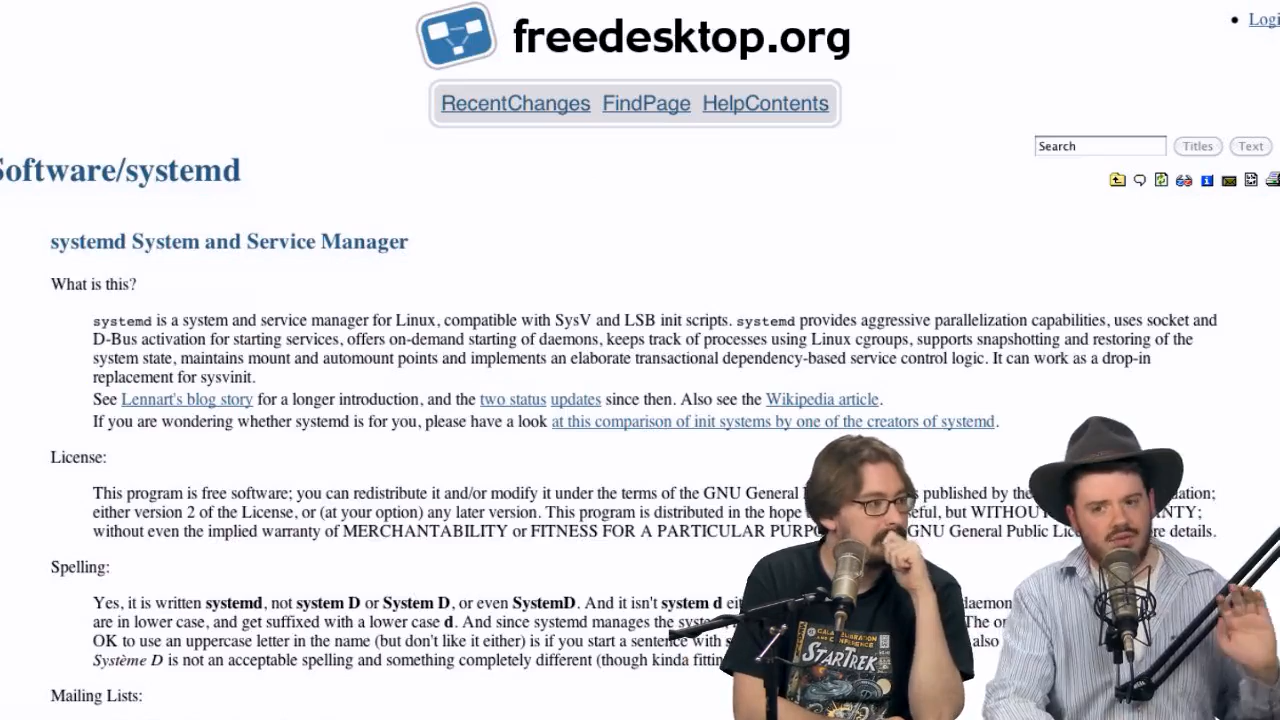 freedesktop.org
Logi
RecentChanges FindPage HelpContents
Search Titles Text
Software/systemd
systemd System and Service Manager
What is this?
systemd is a system and service manager for Linux, compatible with SysV and LSB init scripts. systemd provides aggressive parallelization capabilities, uses socket and
D-Bus activation for starting services, offers on-demand starting of daemons, keeps track of processes using Linux cgroups, supports snapshotting and restoring of the
system state, maintains mount and automount points and implements an elaborate transactional dependency-based service control logic. It can work as a drop-in
replacement for sysvinit.
See Lennart's blog story for a longer introduction, and the two status updates since then. Also see the Wikipedia article.
If you are wondering whether systemd is for you, please have a look at this comparison of init systems by one of the creators of systemd.
License:
This program is free software; you can redistribute it and/or modify it under the terms of the GNU General published by the
either version 2 of the License, or (at your option) any later version. This program is distributed in the hope but
without even the implied warranty of MERCHANTABILITY or FITNESS FOR A PARTICULAR GNU General Public details.
Spelling:
Yes, it is written systemd, not system D or System D, or even SystemD. And it isn't system d
are in lower case, and get suffixed with a lower case d. And since systemd manages the
OK to use an uppercase letter in the name (but don't like it either) is if you start a sentence with also
Système D is not an acceptable spelling and something completely different (though kinda
STAR TREK
Mailing Lists: